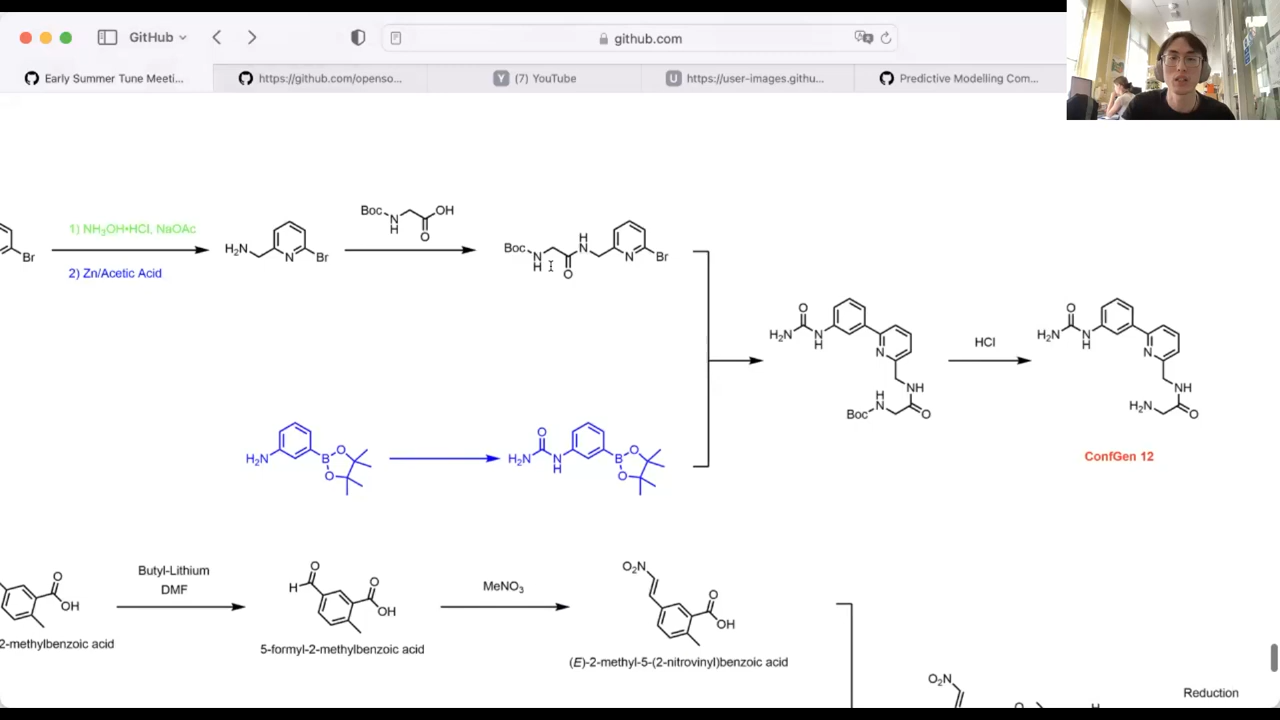 GitHub
github.com
Early Summer Tune Meeti...
https://github.com/openso...
(7) YouTube
https://user-images.githu...
Predictive Modelling Com...
Br
1) NH3OH•HCl, NaOAc
2) Zn/Acetic Acid
H2N
N
Br
Boc
N
H
OH
O
Boc
N
H
O
H
N
N
Br
H2N
O
N
H
N
NH
O
H
N
Boc
HCl
H2N
O
N
H
N
NH
O
H2N
ConfGen 12
H2N
B
O
O
H2N
O
N
H
B
O
O
O
OH
2-methylbenzoic acid
Butyl-Lithium
DMF
H
O
O
OH
5-formyl-2-methylbenzoic acid
MeNO3
O2N
O
OH
(E)-2-methyl-5-(2-nitrovinyl)benzoic acid
O2N
Reduction